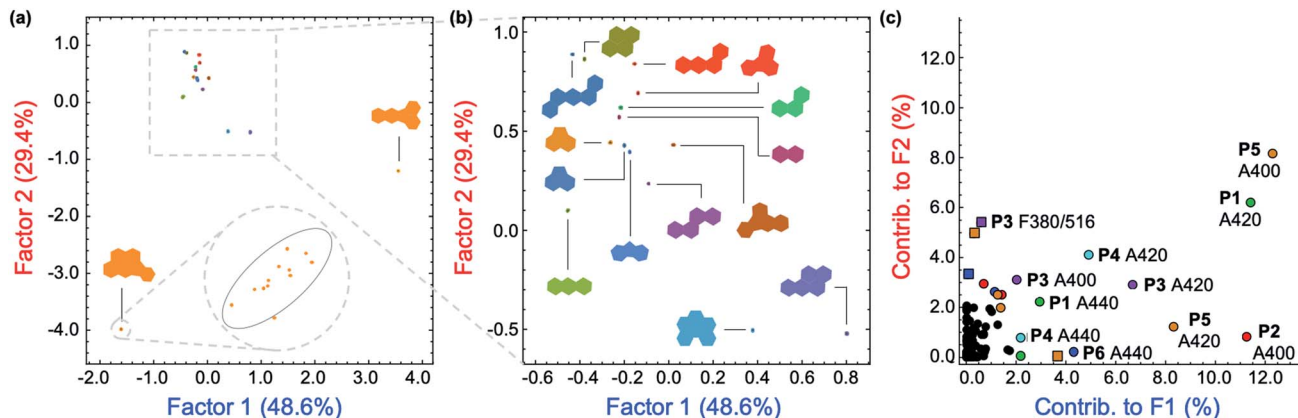 (a)
1.0
0.0
-1.0
-2.0
-3.0
-4.0
-2.0 -1.0 0.0 1.0 2.0 3.0 4.0
Factor 2 (29.4%)
Factor 1 (48.6%)
(b)
1.0
0.5
0.0
-0.5
-0.6 -0.4 -0.2 0.0 0.2 0.4 0.6 0.8
Factor 2 (29.4%)
Factor 1 (48.6%)
(c)
12.0
10.0
8.0
6.0
4.0
2.0
0.0
0.0 2.0 4.0 6.0 8.0 10.0 12.0
Contrib. to F2 (%)
Contrib. to F1 (%)
P5
A400
P1
A420
P3 F380/516
P4 A420
P3 A400
P3 A420
P1 A440
P4 A440
P5
A420
P2
A400
P6 A440